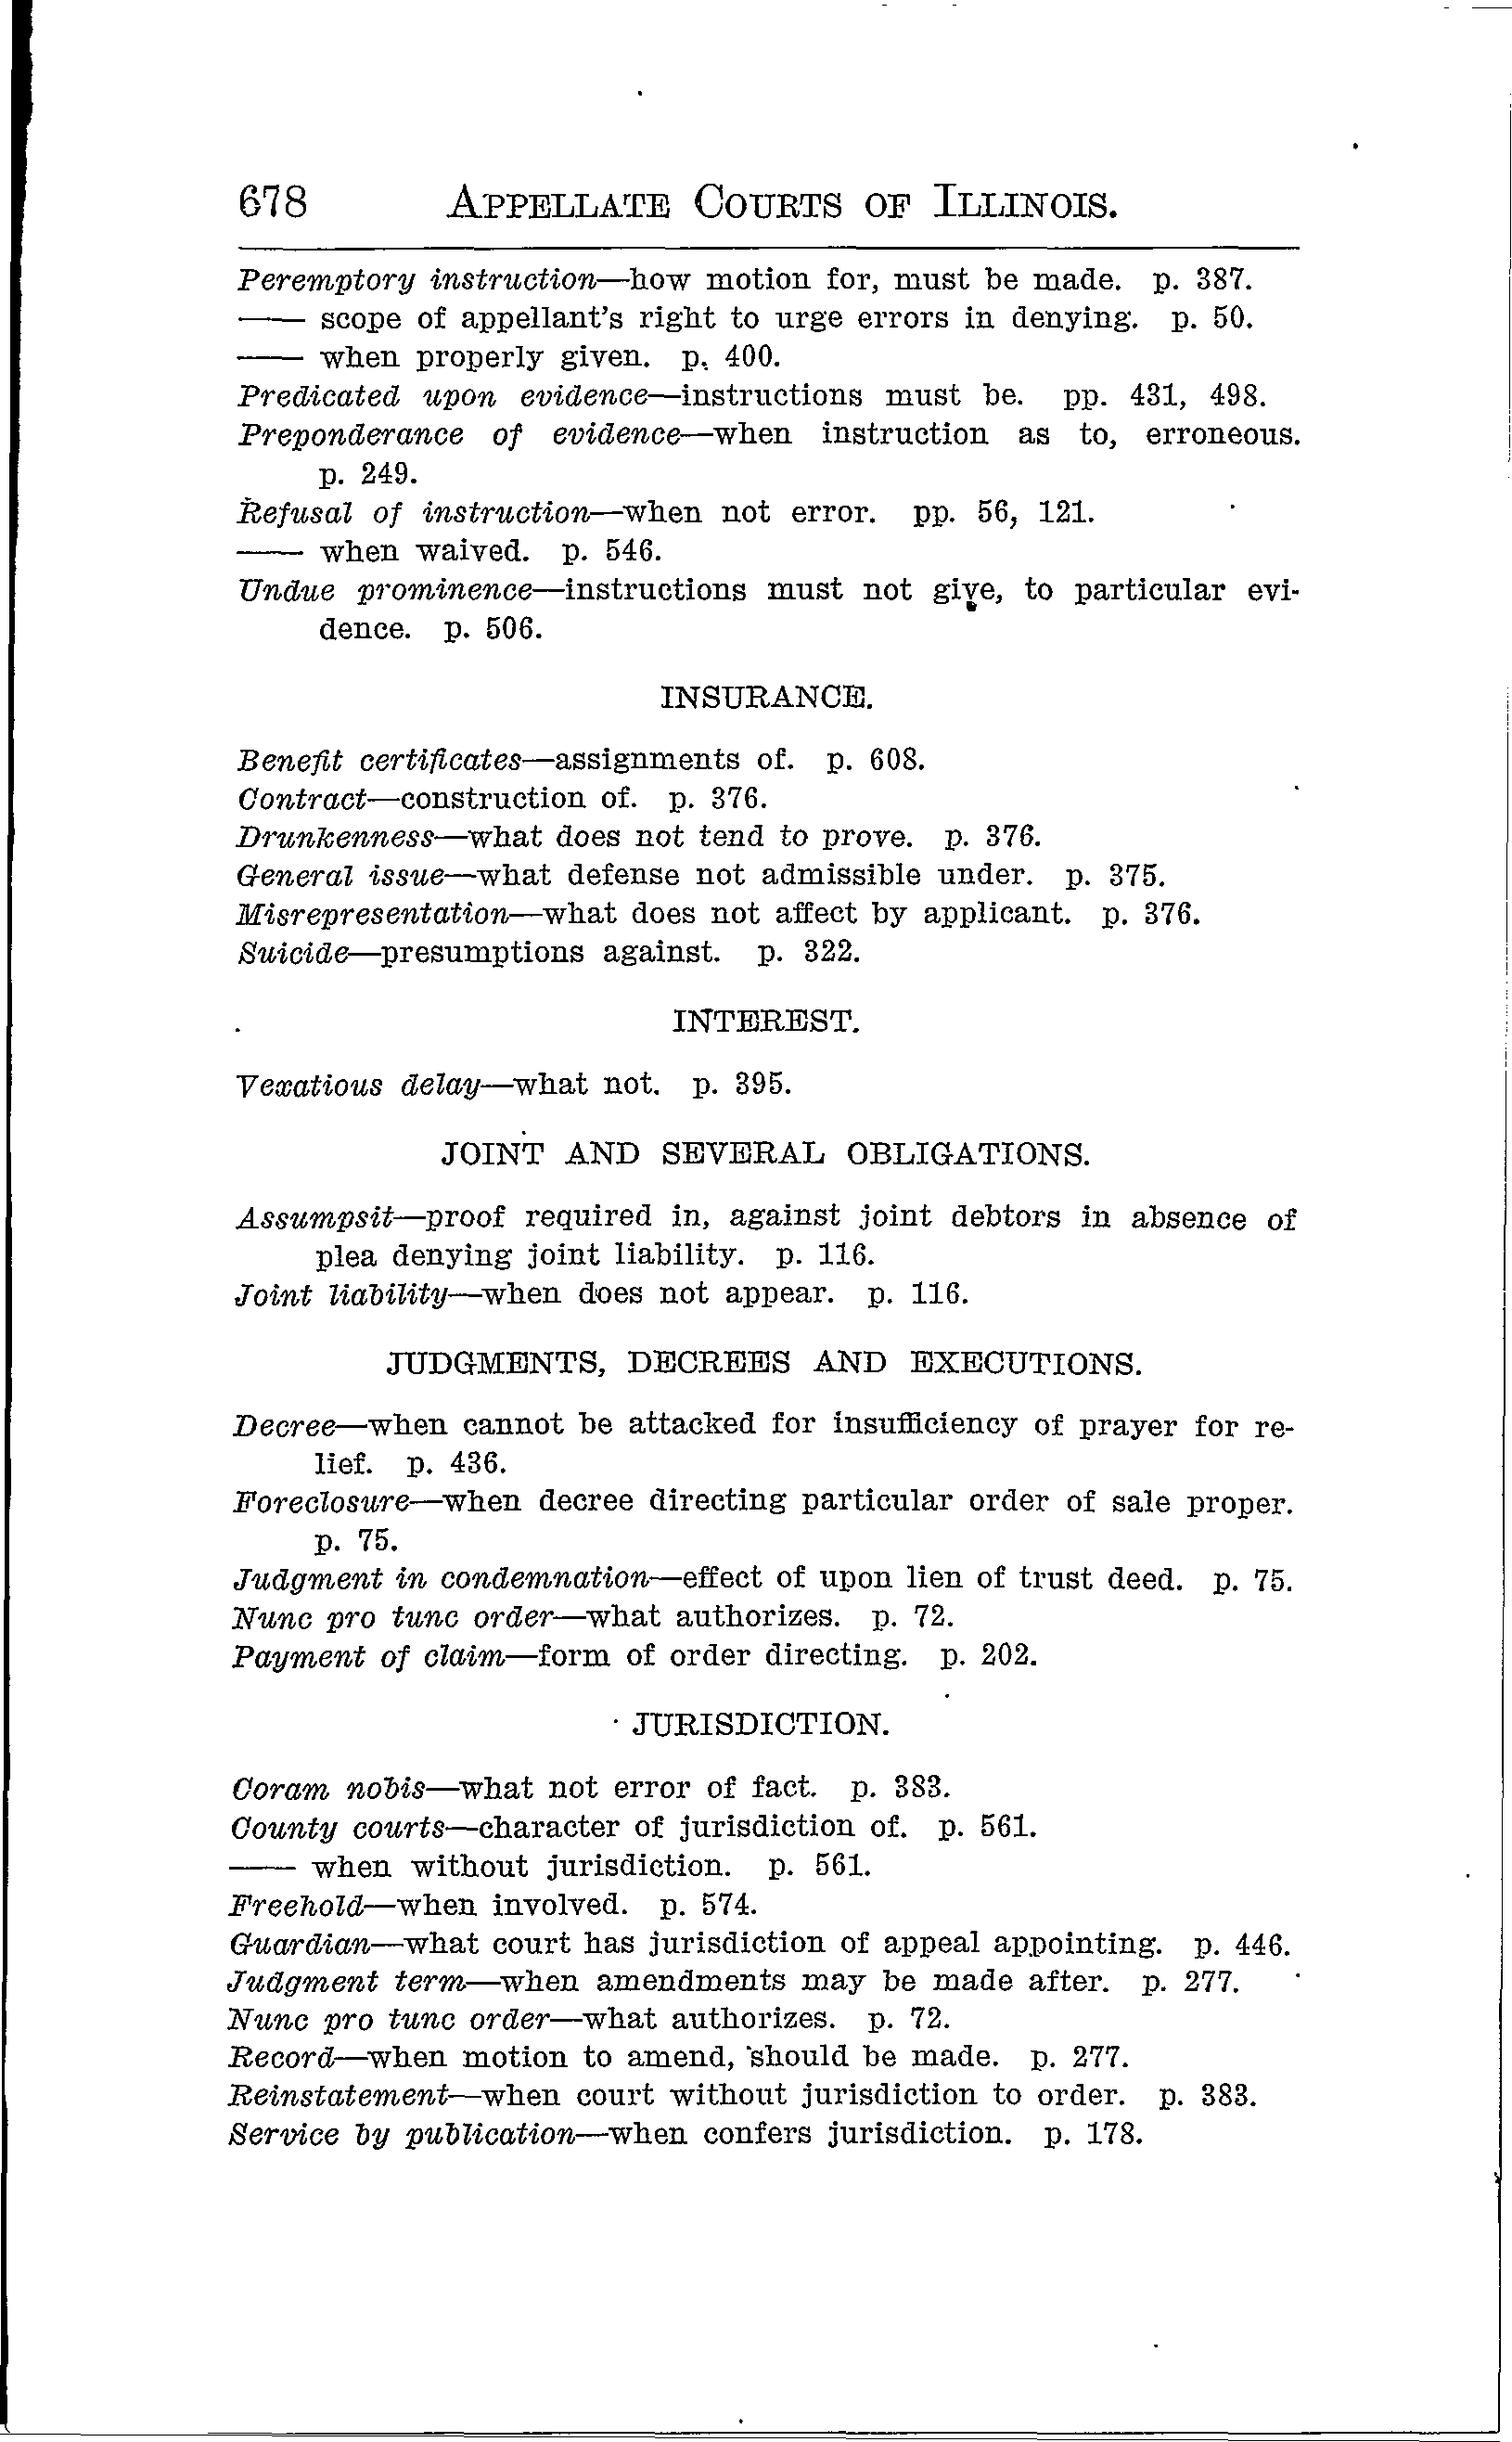 678 APPELLATE COURTS OF ILLINOIS.
Peremptory instruction—how motion for, must be made. p. 387.
—— scope of appellant's right to urge errors in denying. p. 50.
—— when properly given. p. 400.
Predicated upon evidence—instructions must be. pp. 431, 498.
Preponderance of evidence—when instruction as to, erroneous.
p. 249.
Refusal of instruction—when not error. pp. 56, 121.
—— when waived. p. 546.
Undue prominence—instructions must not give, to particular evi-
dence. p. 506.
INSURANCE.
Benefit certificates—assignments of. p. 608.
Contract—construction of. p. 376.
Drunkenness—what does not tend to prove. p. 376.
General issue—what defense not admissible under. p. 375.
Misrepresentation—what does not affect by applicant. p. 376.
Suicide—presumptions against. p. 322.
INTEREST.
Vexatious delay—what not. p. 395.
JOINT AND SEVERAL OBLIGATIONS.
Assumpsit—proof required in, against joint debtors in absence of
plea denying joint liability. p. 116.
Joint liability—when does not appear. p. 116.
JUDGMENTS, DECREES AND EXECUTIONS.
Decree—when cannot be attacked for insufficiency of prayer for re-
lief. p. 436.
Foreclosure—when decree directing particular order of sale proper.
p. 75.
Judgment in condemnation—effect of upon lien of trust deed. p. 75.
Nunc pro tunc order—what authorizes. p. 72.
Payment of claim—form of order directing. p. 202.
JURISDICTION.
Coram nobis—what not error of fact. p. 383.
County courts—character of jurisdiction of. p. 561.
—— when without jurisdiction. p. 561.
Freehold—when involved. p. 574.
Guardian—what court has jurisdiction of appeal appointing. p. 446.
Judgment term—when amendments may be made after. p. 277.
Nunc pro tunc order—what authorizes. p. 72.
Record—when motion to amend, should be made. p. 277.
Reinstatement—when court without jurisdiction to order. p. 383.
Service by publication—when confers jurisdiction. p. 178.